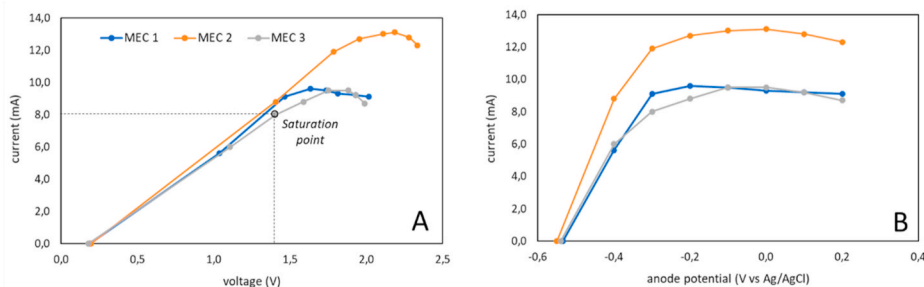 14,0
12,0
10,0
8,0
6,0
4,0
2,0
0,0
current (mA)
MEC 1 MEC 2 MEC 3
Saturation
point
A
0,0 0,5 1,0 1,5 2,0 2,5
voltage (V)
14,0
12,0
10,0
8,0
6,0
4,0
2,0
0,0
current (mA)
B
-0,6 -0,4 -0,2 0,0 0,2 0,4
anode potential (V vs Ag/AgCl)